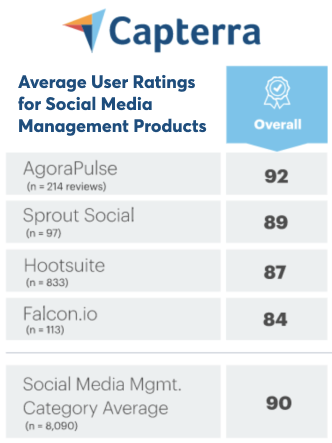 Capterra
Average User Ratings
for Social Media
Management Products
Overall
AgoraPulse
(n = 214 reviews)
92
Sprout Social
(n = 97)
89
Hootsuite
(n = 833)
87
Falcon.io
(n = 113)
84
Social Media Mgmt.
Category Average
(n = 8,090)
90